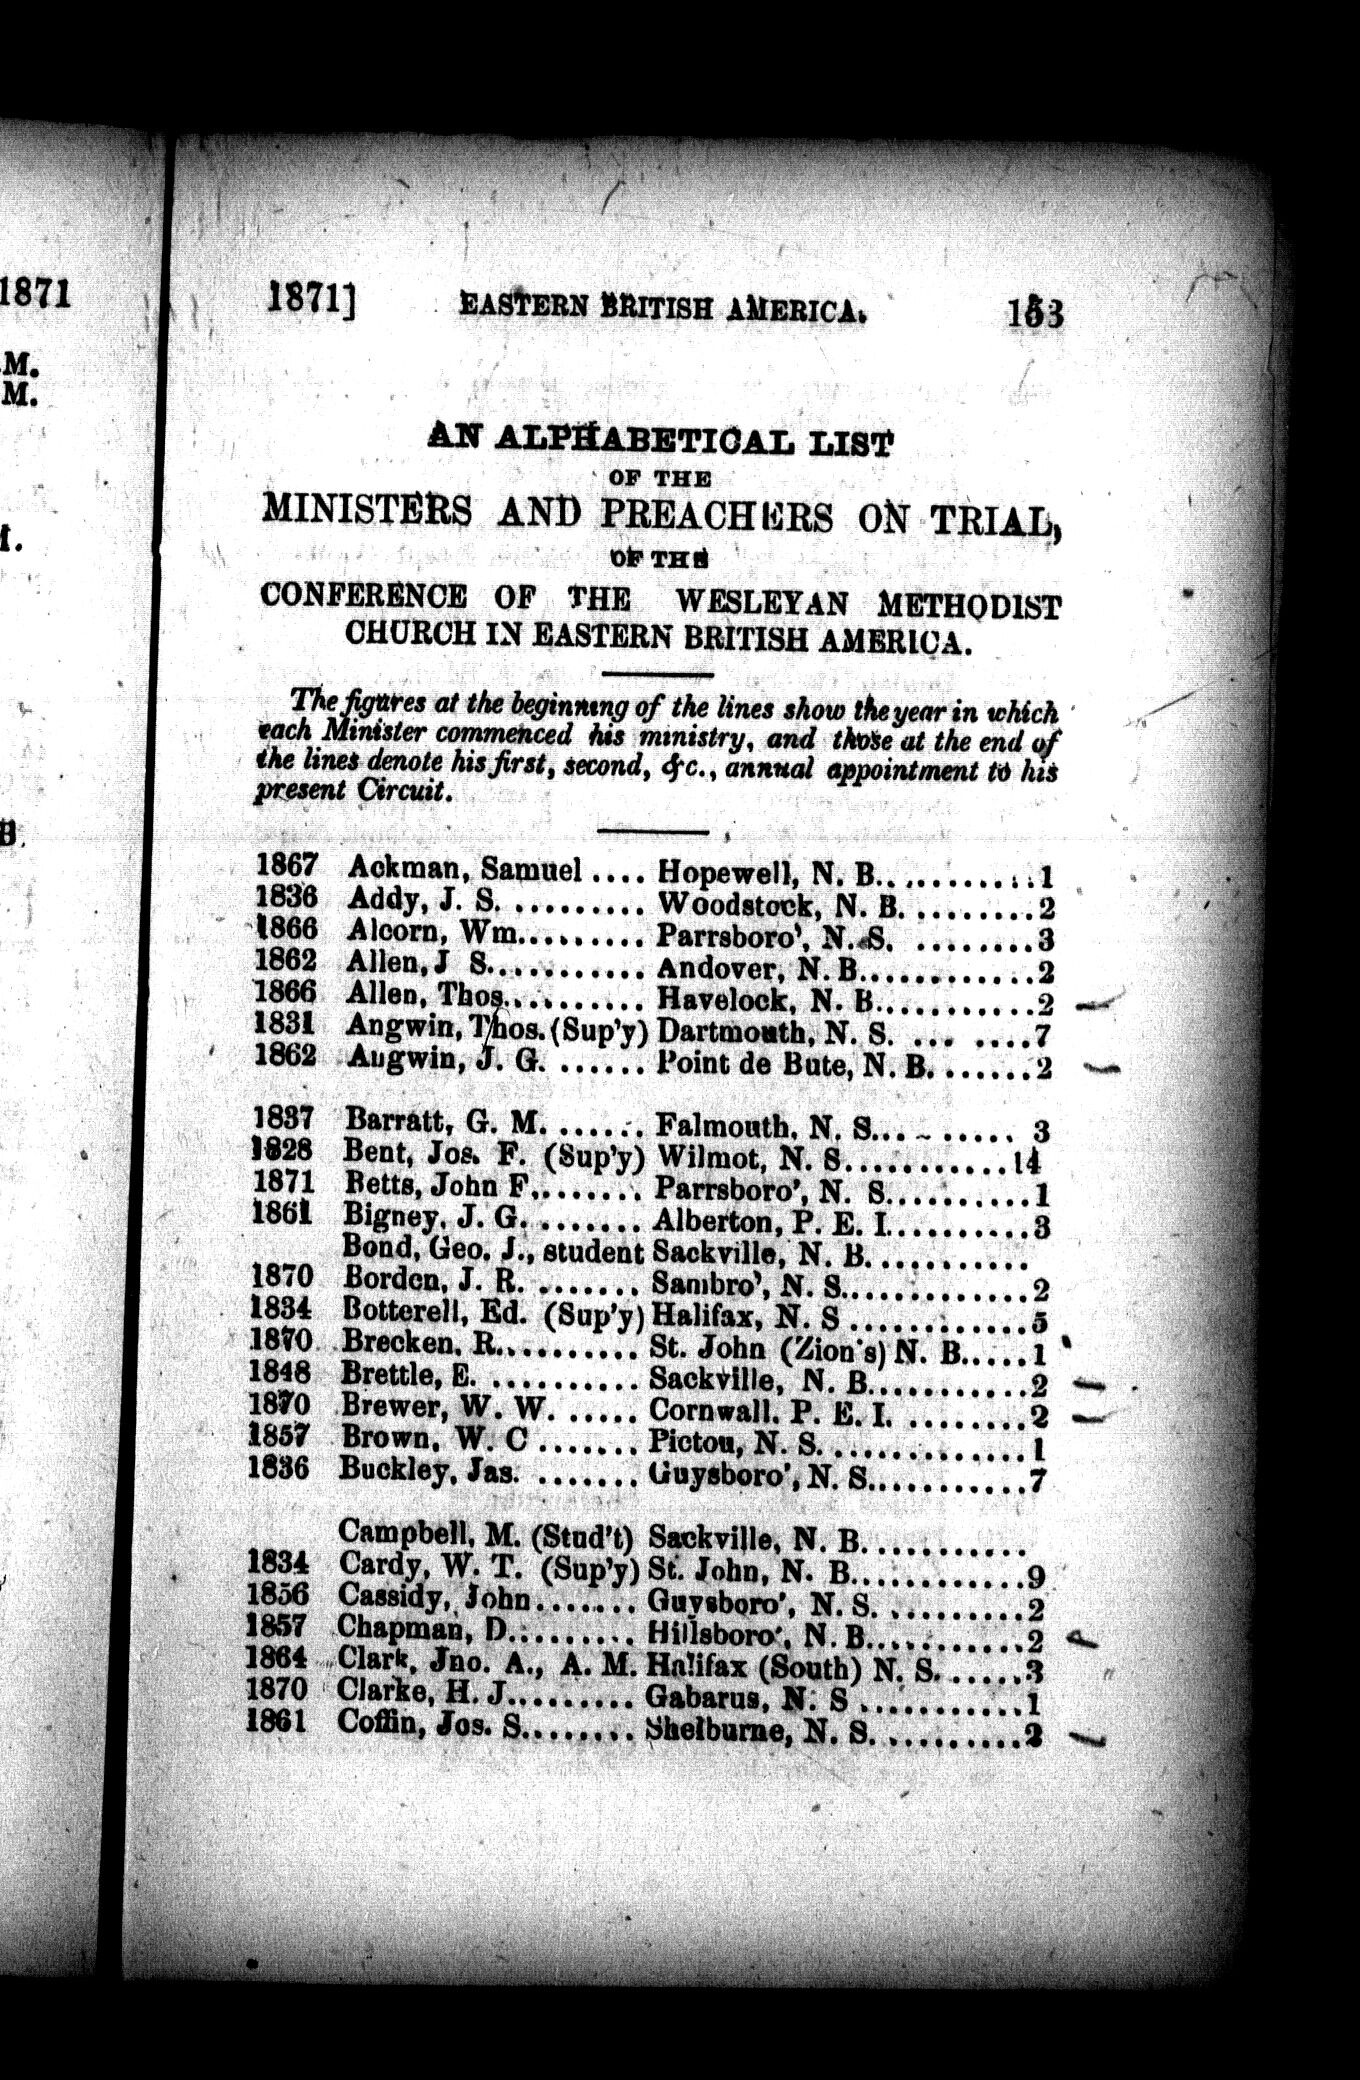 1871
M.
M.
B.
1871] EASTERN BRITISH AMERICA. 153
AN ALPHABETICAL LIST
OF THE
MINISTERS AND PREACHERS ON TRIAL,
OF THE
CONFERENCE OF THE WESLEYAN METHODIST
CHURCH IN EASTERN BRITISH AMERICA.
The figures at the beginning of the lines show the year in which
each Minister commenced his ministry, and those at the end of
the lines denote his first, second, &c., annual appointment to his
present Circuit.
1867 Ackman, Samuel .... Hopewell, N. B............1
1836 Addy, J. S. ......... Woodstock, N. B. ........2
1866 Alcorn, Wm......... Parrsboro', N. S. ........3
1862 Allen, J S........... Andover, N. B............2
1866 Allen, Thos.......... Havelock, N. B...........2
1831 Angwin, Thos. (Sup'y) Dartmouth, N. S. ... ....7
1862 Angwin, J. G. ...... Point de Bute, N. B. ......2
1837 Barratt, G. M. ...... Falmouth, N. S... ...... 3
1828 Bent, Jos. F. (Sup'y) Wilmot, N. S...........14
1871 Betts, John F........ Parrsboro', N. S..........1
1861 Bigney, J. G. ....... Alberton, P. E. I..........3
Bond, Geo. J., student Sackville, N. B. ..........
1870 Borden, J. R. ....... Sambro', N. S.............2
1834 Botterell, Ed. (Sup'y) Halifax, N. S ............5
1870 Brecken, R.......... St. John (Zion's) N. B.....1
1848 Brettle, E. .......... Sackville, N. B...........2
1870 Brewer, W. W. ..... Cornwall. P. E. I. ........2
1857 Brown, W. C ....... Pictou, N. S. .............1
1836 Buckley, Jas. ....... Guysboro', N. S...........7
Campbell, M. (Stud't) Sackville, N. B. ..........
1834 Cardy, W. T. (Sup'y) St. John, N. B............9
1856 Cassidy, John....... Guysboro', N. S. .........2
1857 Chapman, D......... Hillsboro', N. B...........2
1864 Clark, Jno. A., A. M. Halifax (South) N. S. .....3
1870 Clarke, H. J......... Gabarus, N. S ...........1
1861 Coffin, Jos. S........ Shelburne, N. S. .........2